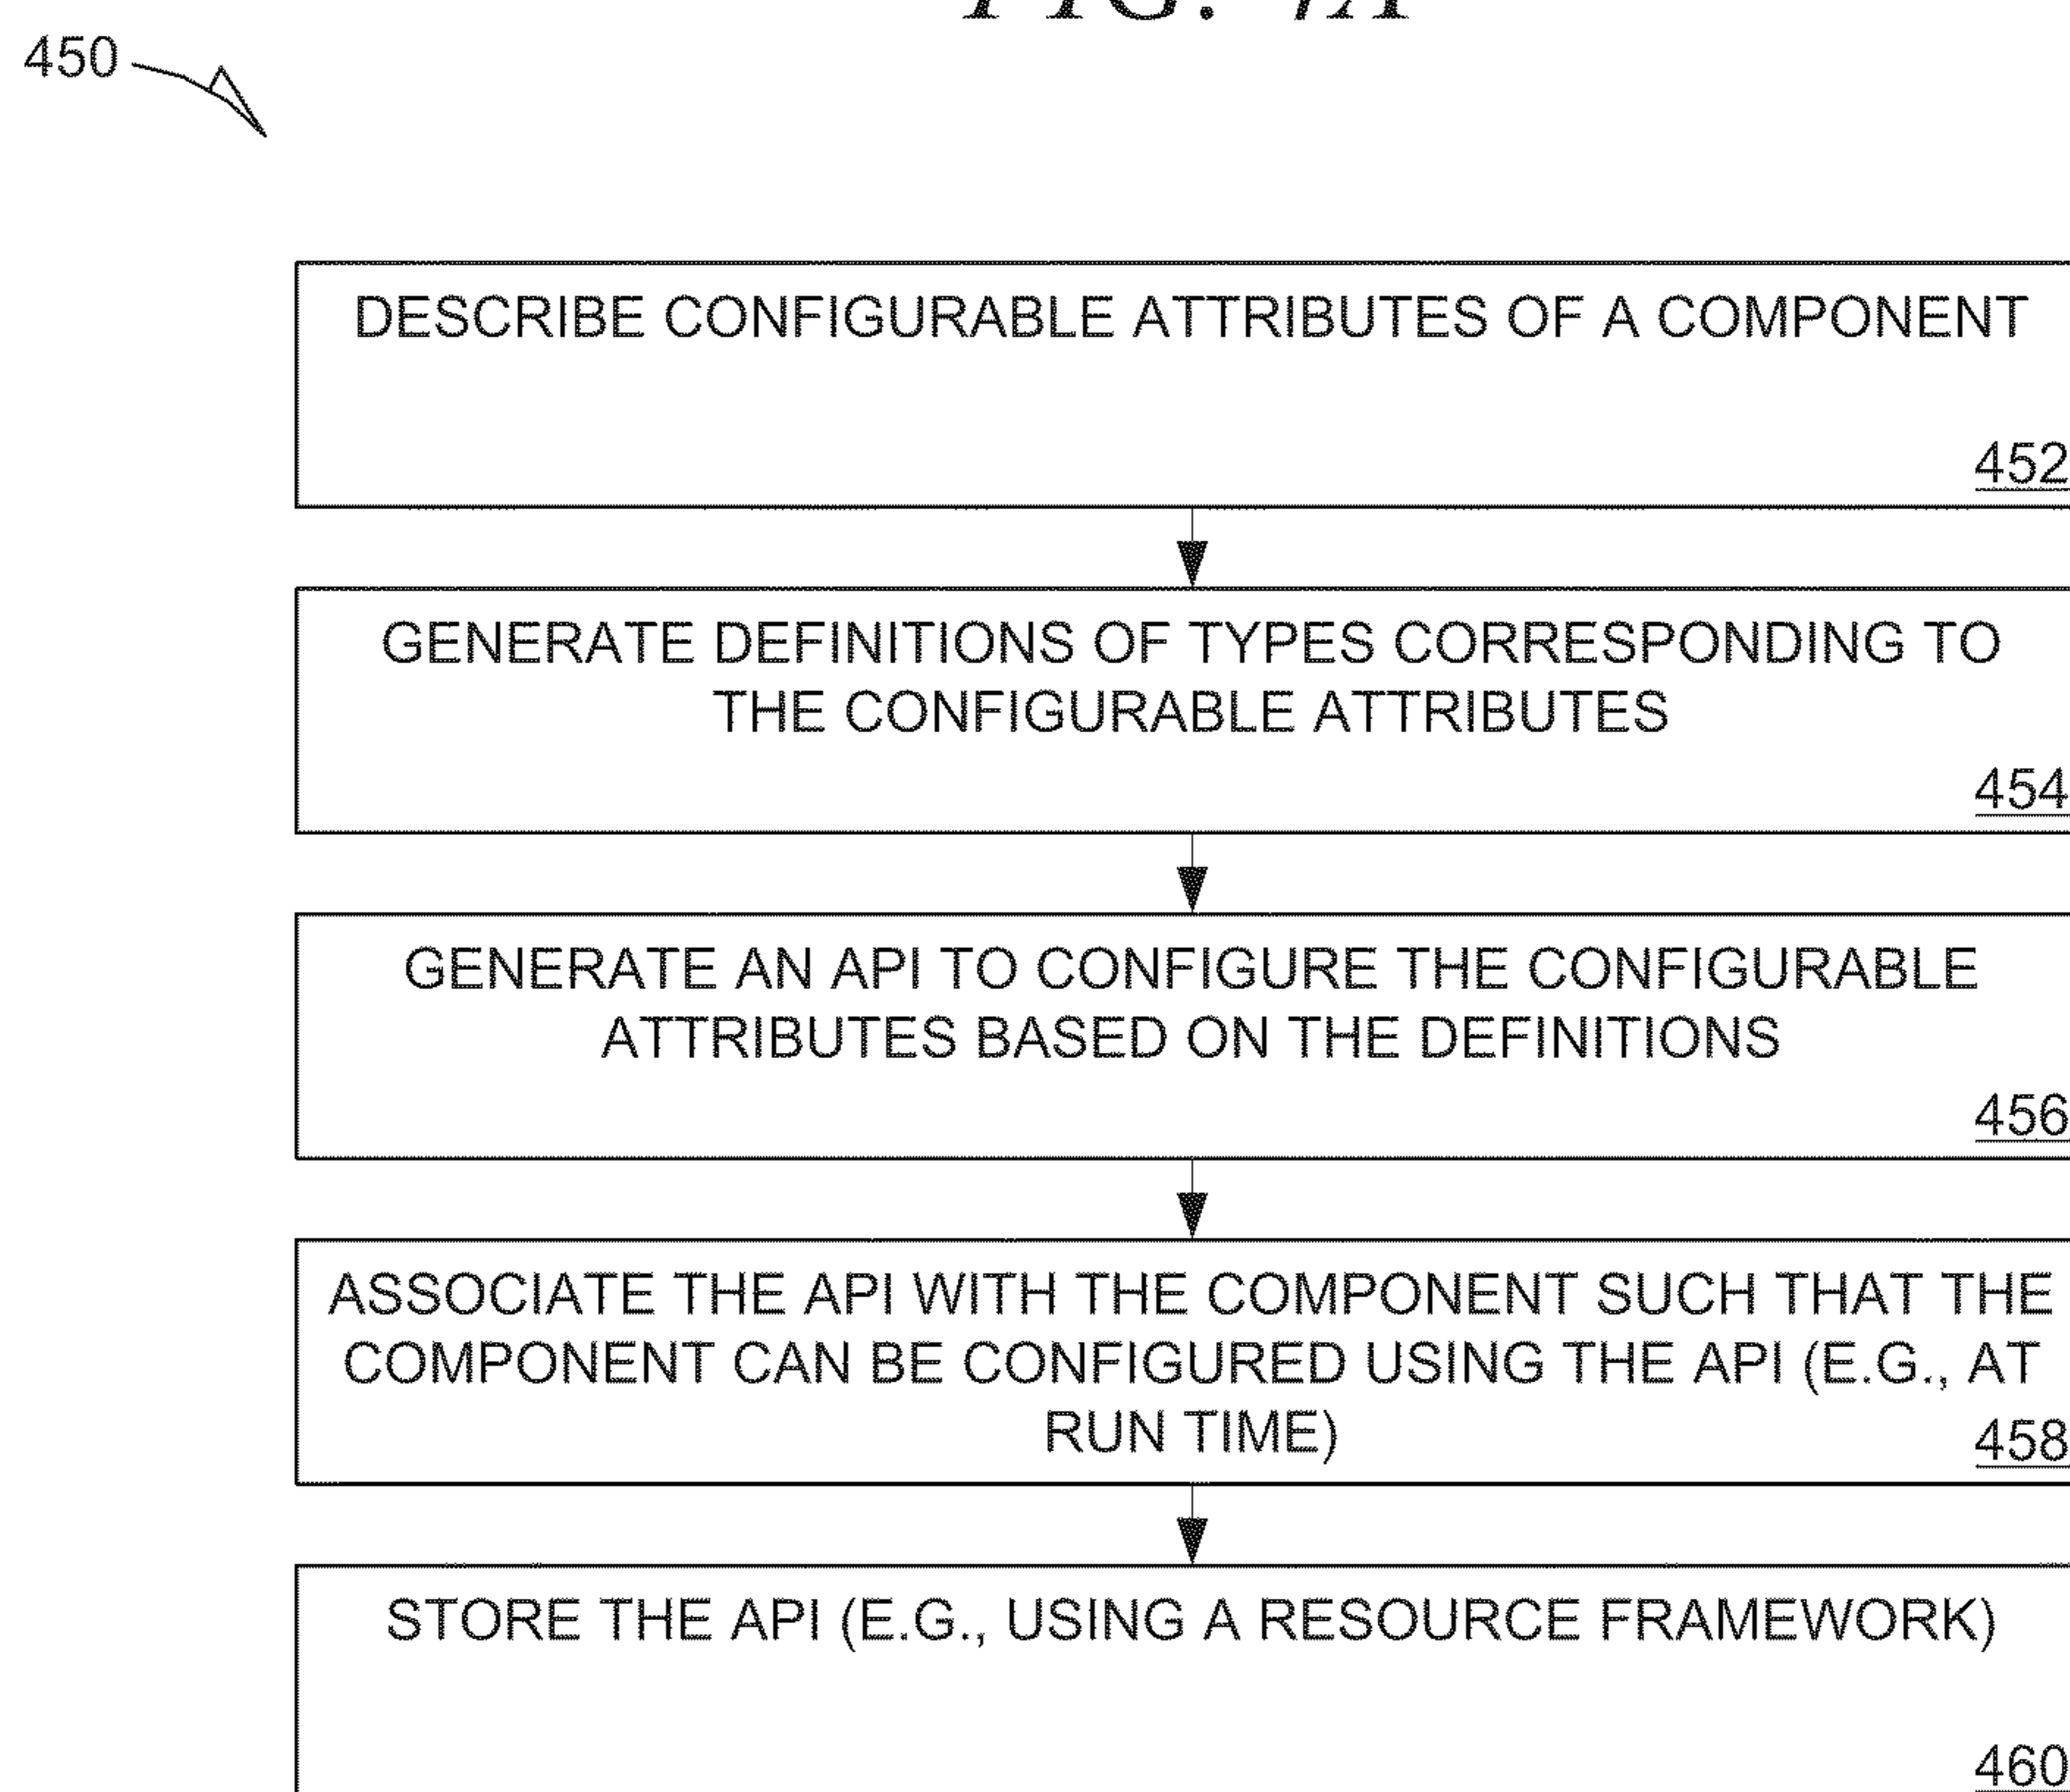 FIG. 4A
450
DESCRIBE CONFIGURABLE ATTRIBUTES OF A COMPONENT
452
GENERATE DEFINITIONS OF TYPES CORRESPONDING TO
THE CONFIGURABLE ATTRIBUTES
454
GENERATE AN API TO CONFIGURE THE CONFIGURABLE
ATTRIBUTES BASED ON THE DEFINITIONS
456
ASSOCIATE THE API WITH THE COMPONENT SUCH THAT THE
COMPONENT CAN BE CONFIGURED USING THE API (E.G., AT
RUN TIME)
458
STORE THE API (E.G., USING A RESOURCE FRAMEWORK)
460